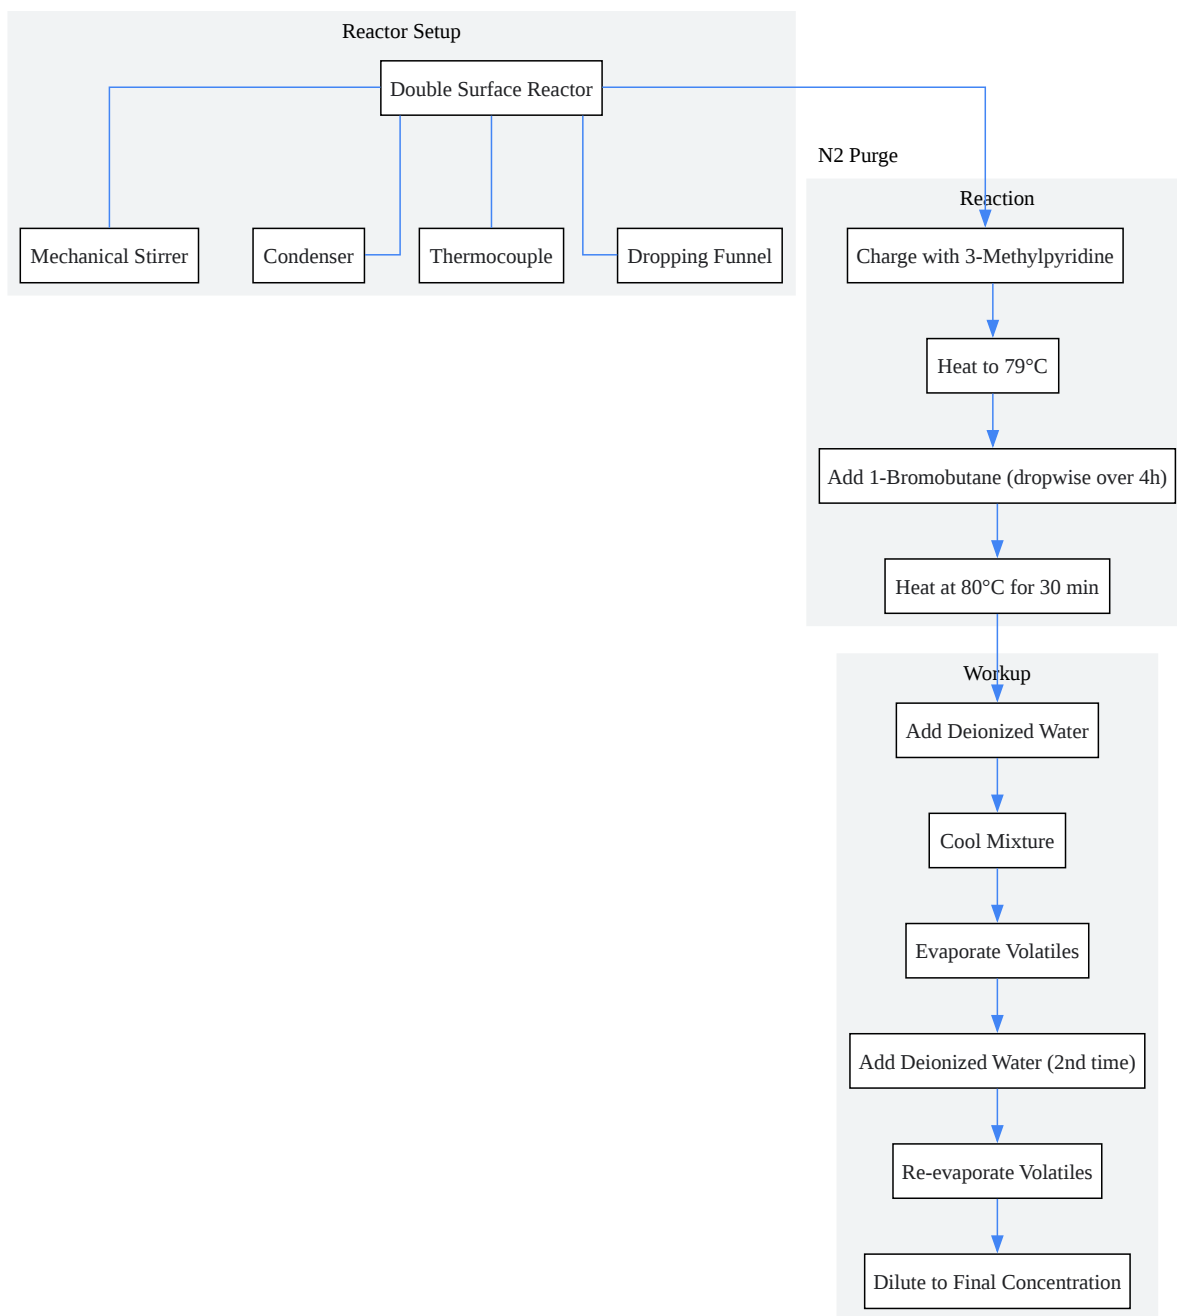 Reactor Setup
Double Surface Reactor
N2 Purge
Reaction
Mechanical Stirrer
Condenser
Thermocouple
Dropping Funnel
Charge with 3-Methylpyridine
Heat to 79°C
Add 1-Bromobutane (dropwise over 4h)
Heat at 80°C for 30 min
Workup
Add Deionized Water
Cool Mixture
Evaporate Volatiles
Add Deionized Water (2nd time)
Re-evaporate Volatiles
Dilute to Final Concentration